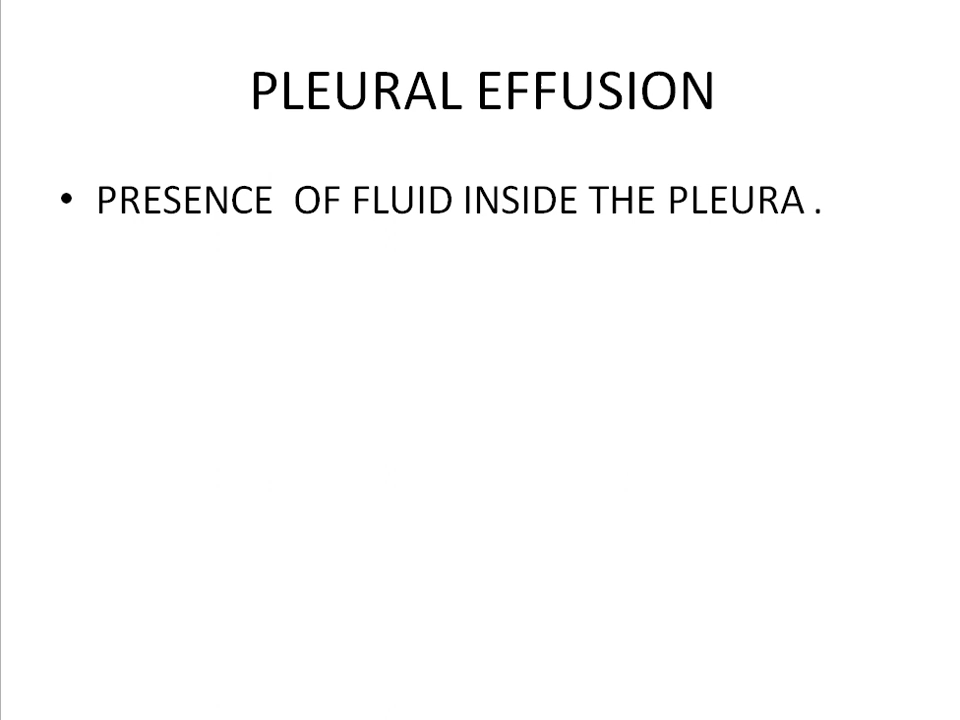 PLEURAL EFFUSION
• PRESENCE  OF FLUID INSIDE THE PLEURA .